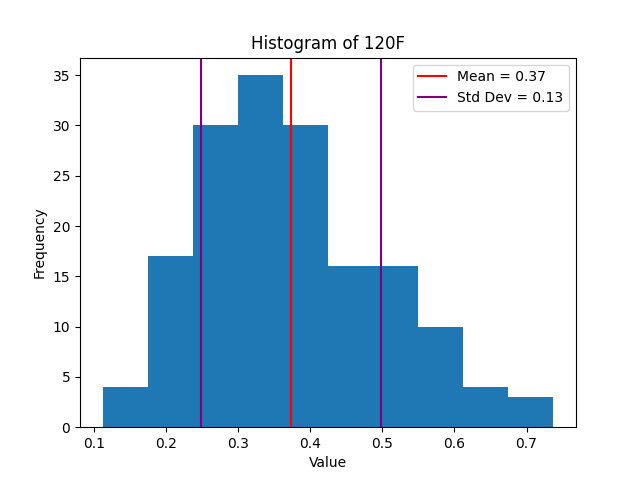 Histogram of 120F
Mean = 0.37
Std Dev = 0.13
Frequency
35
30
25
20
15
10
5
0
0.1 0.2 0.3 0.4 0.5 0.6 0.7
Value